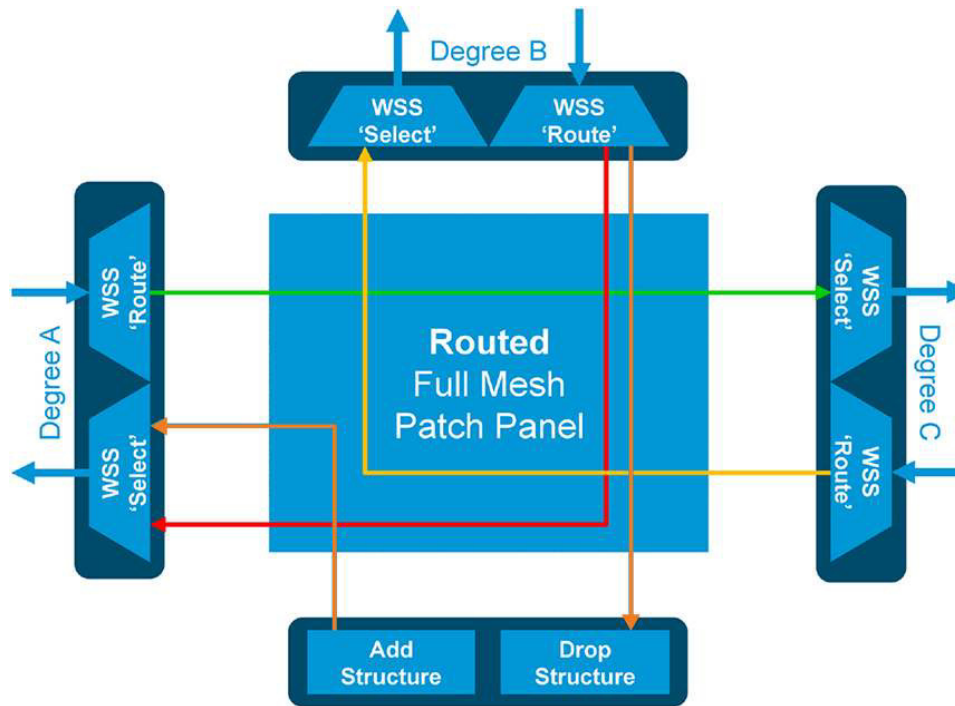 Degree B
WSS
'Select'
WSS
'Route'
Degree A
WSS
'Route'
WSS
'Select'
Routed
Full Mesh
Patch Panel
WSS
'Select'
WSS
'Route'
Degree C
Add
Structure
Drop
Structure